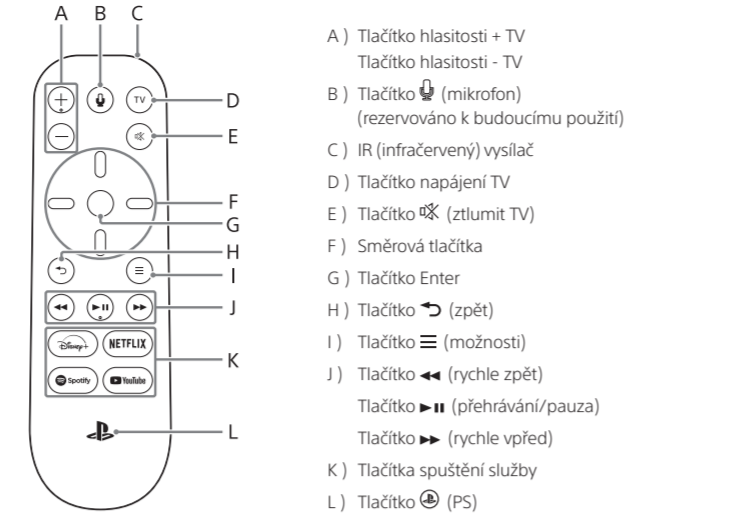 A B C
D
E
F
G
H
I
J
K
L
TV
Disney+
NETFLIX
Spotify
YouTube
A ) Tlačítko hlasitosti + TV
Tlačítko hlasitosti - TV
B ) Tlačítko (mikrofon)
(rezervováno k budoucímu použití)
C ) IR (infračervený) vysílač
D ) Tlačítko napájení TV
E ) Tlačítko (ztlumit TV)
F ) Směrová tlačítka
G ) Tlačítko Enter
H ) Tlačítko (zpět)
I ) Tlačítko (možnosti)
J ) Tlačítko (rychle zpět)
Tlačítko (přehrávání/pauza)
Tlačítko (rychle vpřed)
K ) Tlačítka spuštění služby
L ) Tlačítko (PS)